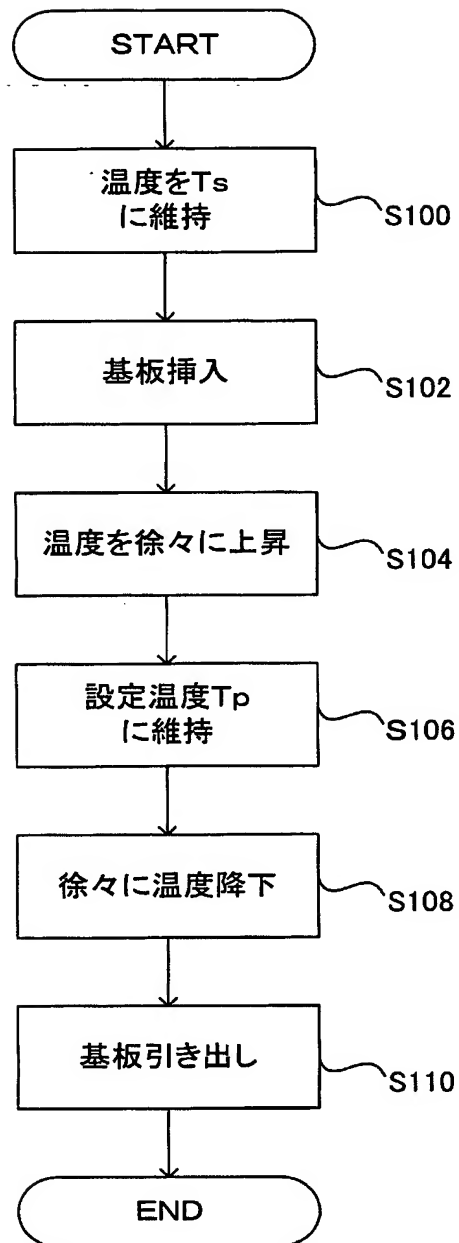 START
温度をTs
に維持
S100
基板挿入
S102
温度を徐々に上昇
S104
設定温度Tp
に維持
S106
徐々に温度降下
S108
基板引き出し
S110
END